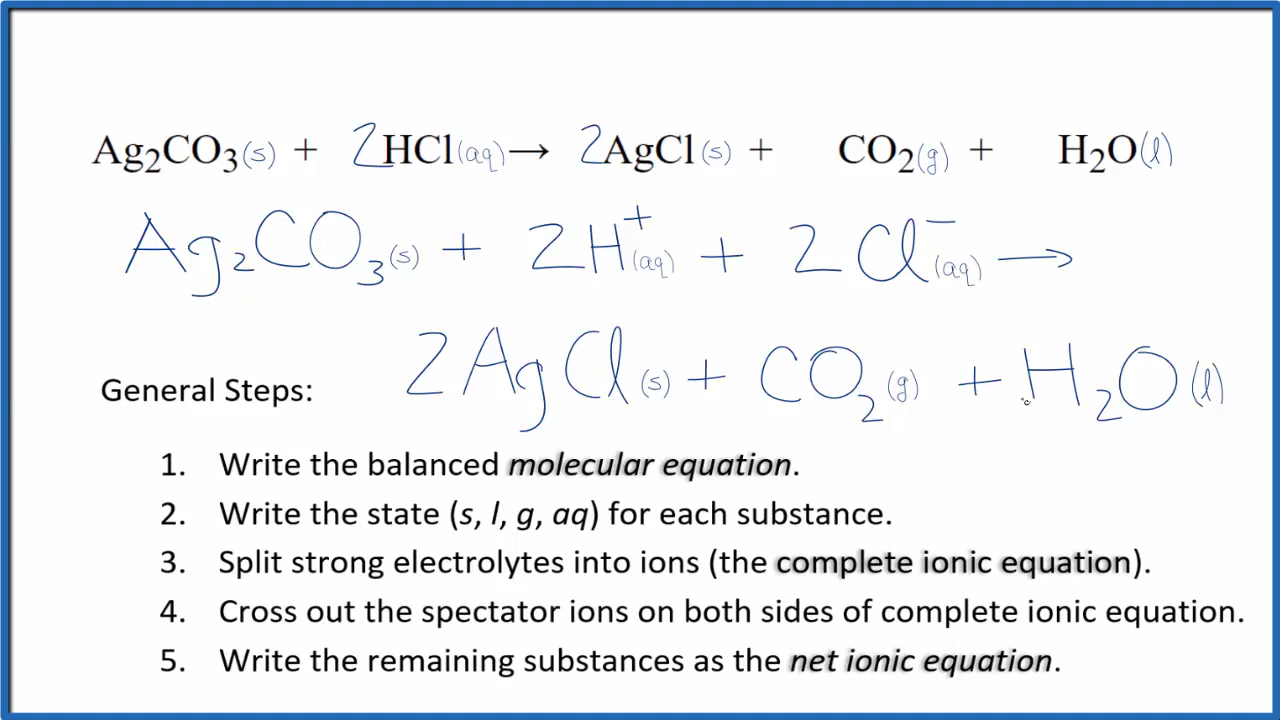 Ag₂CO₃(s) + 2HCl(aq) → 2AgCl(s) + CO₂(g) + H₂O(l)
Ag₂CO₃(s) + 2H⁺(aq) + 2Cl⁻(aq) →
2AgCl(s) + CO₂(g) + H₂O(l)
General Steps:
1. Write the balanced molecular equation.
2. Write the state (s, l, g, aq) for each substance.
3. Split strong electrolytes into ions (the complete ionic equation).
4. Cross out the spectator ions on both sides of complete ionic equation.
5. Write the remaining substances as the net ionic equation.